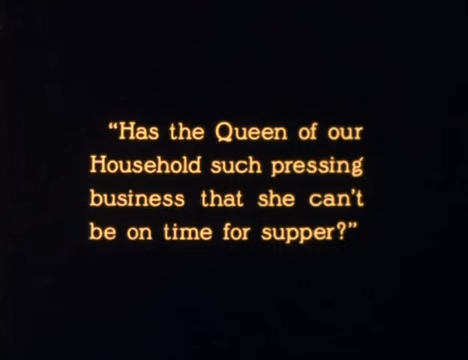 “Has the Queen of our
Household such pressing
business that she can't
be on time for supper?”